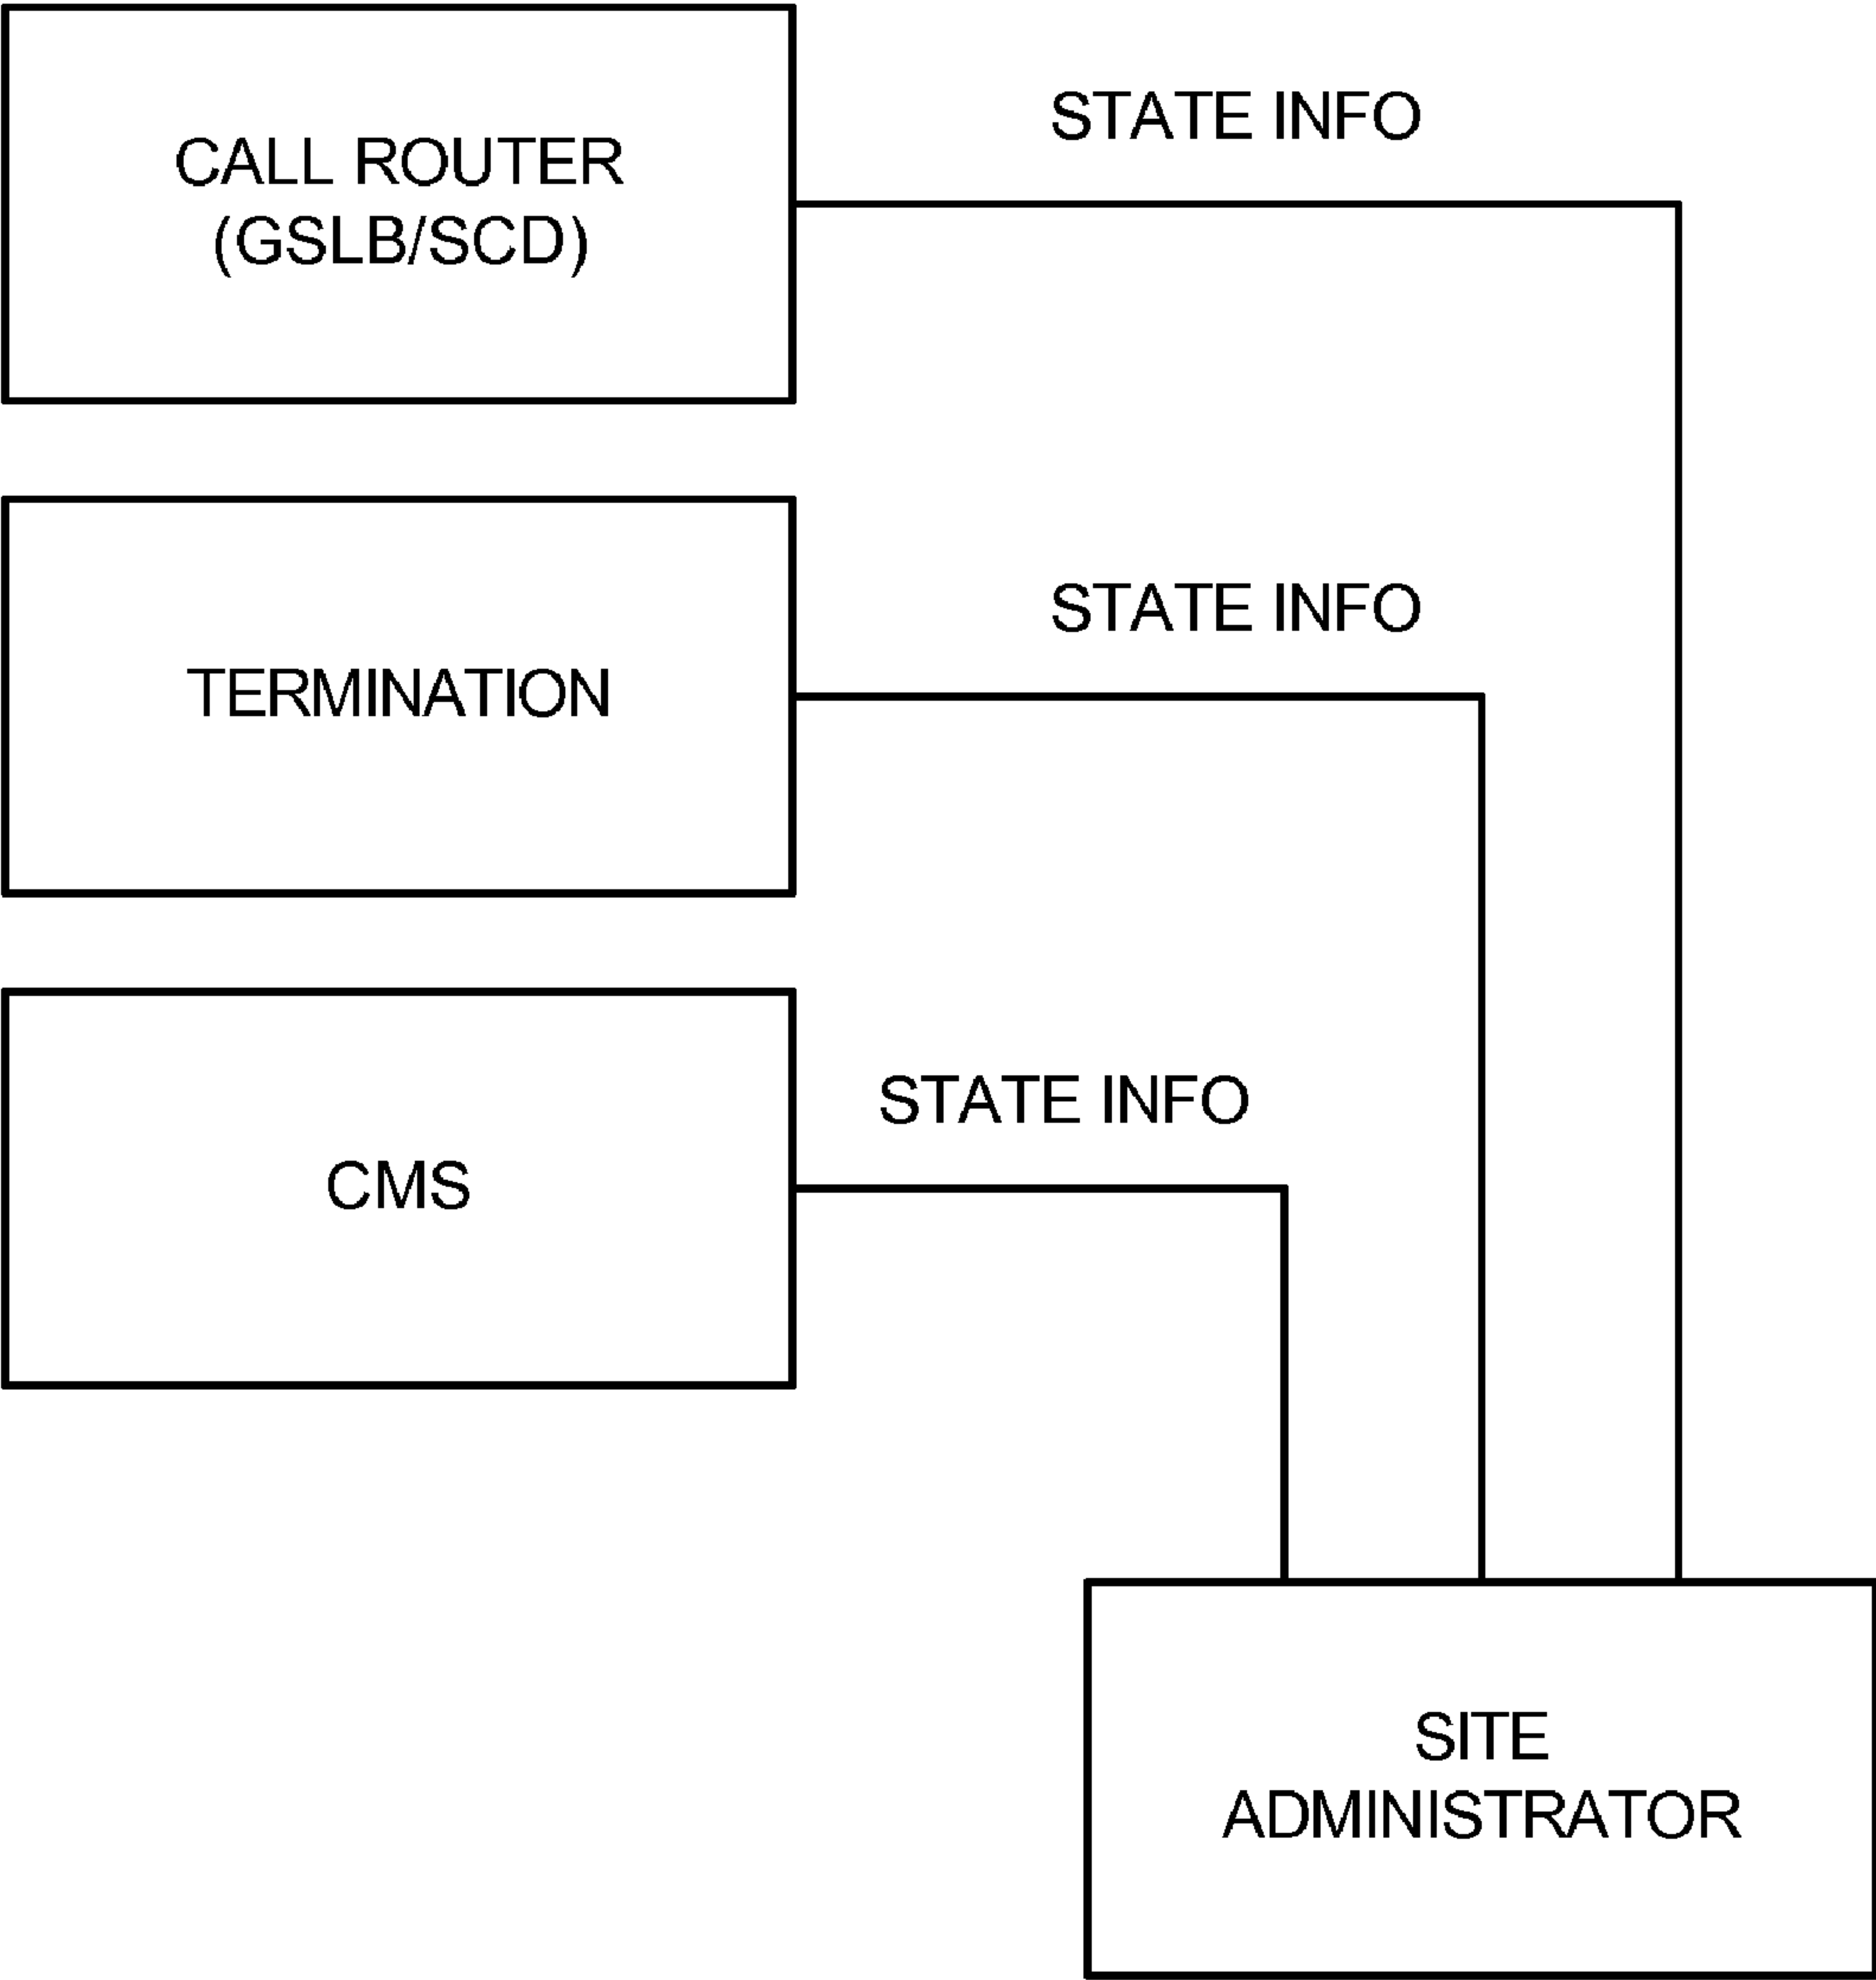 CALL ROUTER
(GSLB/SCD)
STATE INFO
TERMINATION
STATE INFO
CMS
STATE INFO
SITE
ADMINISTRATOR